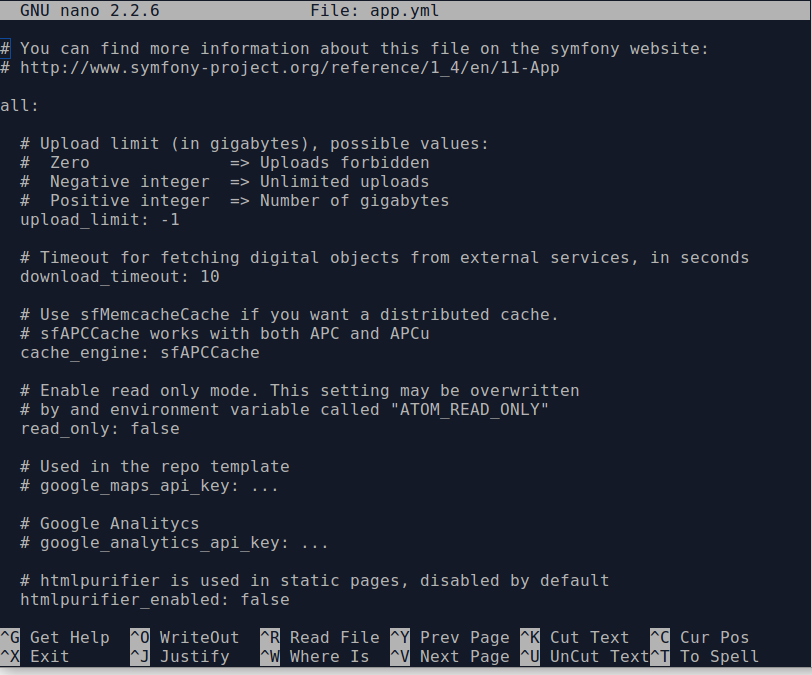 GNU nano 2.2.6 File: app.yml
# You can find more information about this file on the symfony website:
# http://www.symfony-project.org/reference/1_4/en/11-App
all:
# Upload limit (in gigabytes), possible values:
#  Zero              => Uploads forbidden
#  Negative integer  => Unlimited uploads
#  Positive integer  => Number of gigabytes
upload_limit: -1
# Timeout for fetching digital objects from external services, in seconds
download_timeout: 10
# Use sfMemcacheCache if you want a distributed cache.
# sfAPCCache works with both APC and APCu
cache_engine: sfAPCCache
# Enable read only mode. This setting may be overwritten
# by and environment variable called "ATOM_READ_ONLY"
read_only: false
# Used in the repo template
# google_maps_api_key: ...
# Google Analitycs
# google_analytics_api_key: ...
# htmlpurifier is used in static pages, disabled by default
htmlpurifier_enabled: false
^G Get Help ^O WriteOut ^R Read File ^Y Prev Page ^K Cut Text ^C Cur Pos
^X Exit ^J Justify ^W Where Is ^V Next Page ^U UnCut Text ^T To Spell